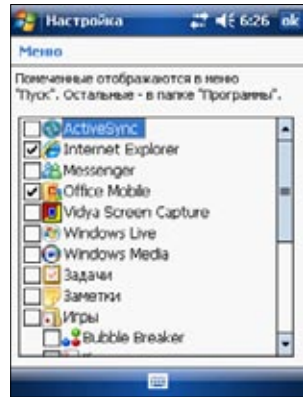 Настройка 6:26 ok
Меню
Помеченные отображаются в меню
"Пуск". Остальные - в папке "Программы".
ActiveSync
Internet Explorer
Messenger
Office Mobile
Vidya Screen Capture
Windows Live
Windows Media
Задачи
Заметки
Игры
Bubble Breaker